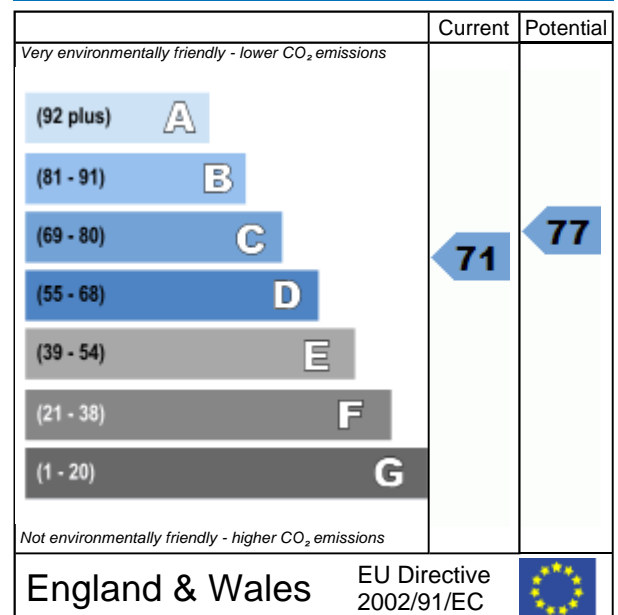 Current Potential
Very environmentally friendly - lower CO₂ emissions
(92 plus) A
(81 - 91) B
(69 - 80) C
(55 - 68) D
(39 - 54) E
(21 - 38) F
(1 - 20) G
71
77
Not environmentally friendly - higher CO₂ emissions
England & Wales
EU Directive
2002/91/EC